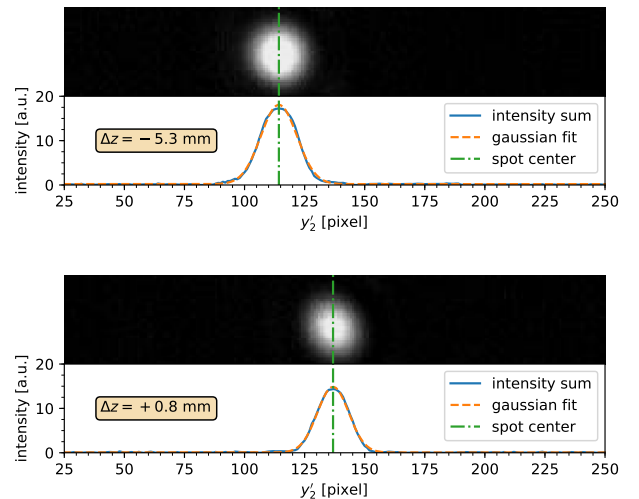 intensity [a.u.]
20
10
0
Δz = − 5.3 mm
intensity sum
gaussian fit
spot center
25 50 75 100 125 150 175 200 225 250
y′₂ [pixel]
intensity [a.u.]
20
10
0
Δz = + 0.8 mm
intensity sum
gaussian fit
spot center
25 50 75 100 125 150 175 200 225 250
y′₂ [pixel]